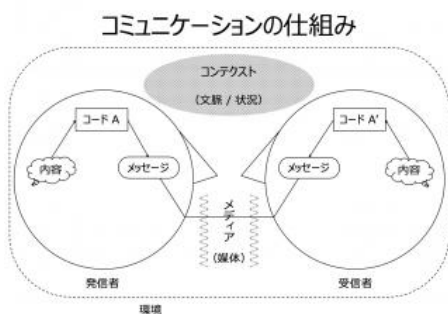 コミュニケーションの仕組み
コンテクスト
(文脈 / 状況)
コード A
コード A'
内容
メッセージ
メッセージ
内容
メディア
(媒体)
発信者
受信者
環境